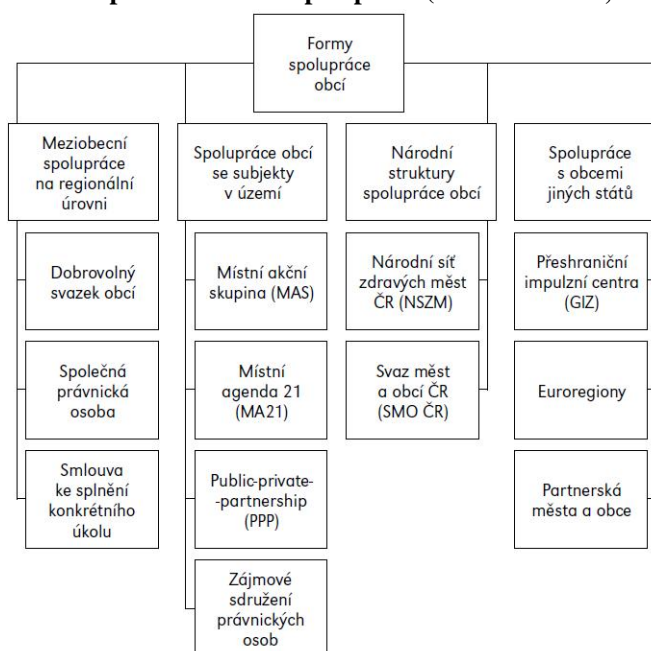 Formy
spolupráce
obcí
Meziobecní
spolupráce
na regionální
úrovni
Dobrovolný
svazek obcí
Společná
právnická
osoba
Smlouva
ke splnění
konkrétního
úkolu
Spolupráce obcí
se subjekty
v území
Místní akční
skupina (MAS)
Místní
agenda 21
(MA21)
Public-private-
-partnership
(PPP)
Zájmové
sdružení
právnických
osob
Národní
struktury
spolupráce obcí
Národní síť
zdravých měst
ČR (NSZM)
Svaz měst
a obcí ČR
(SMO ČR)
Spolupráce
s obcemi
jiných států
Přeshraniční
impulzní centra
(GIZ)
Euroregiony
Partnerská
města a obce